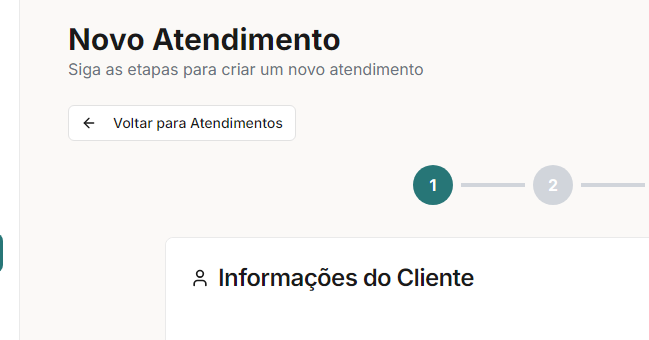 Novo Atendimento
Siga as etapas para criar um novo atendimento
Voltar para Atendimentos
1 2
Informações do Cliente